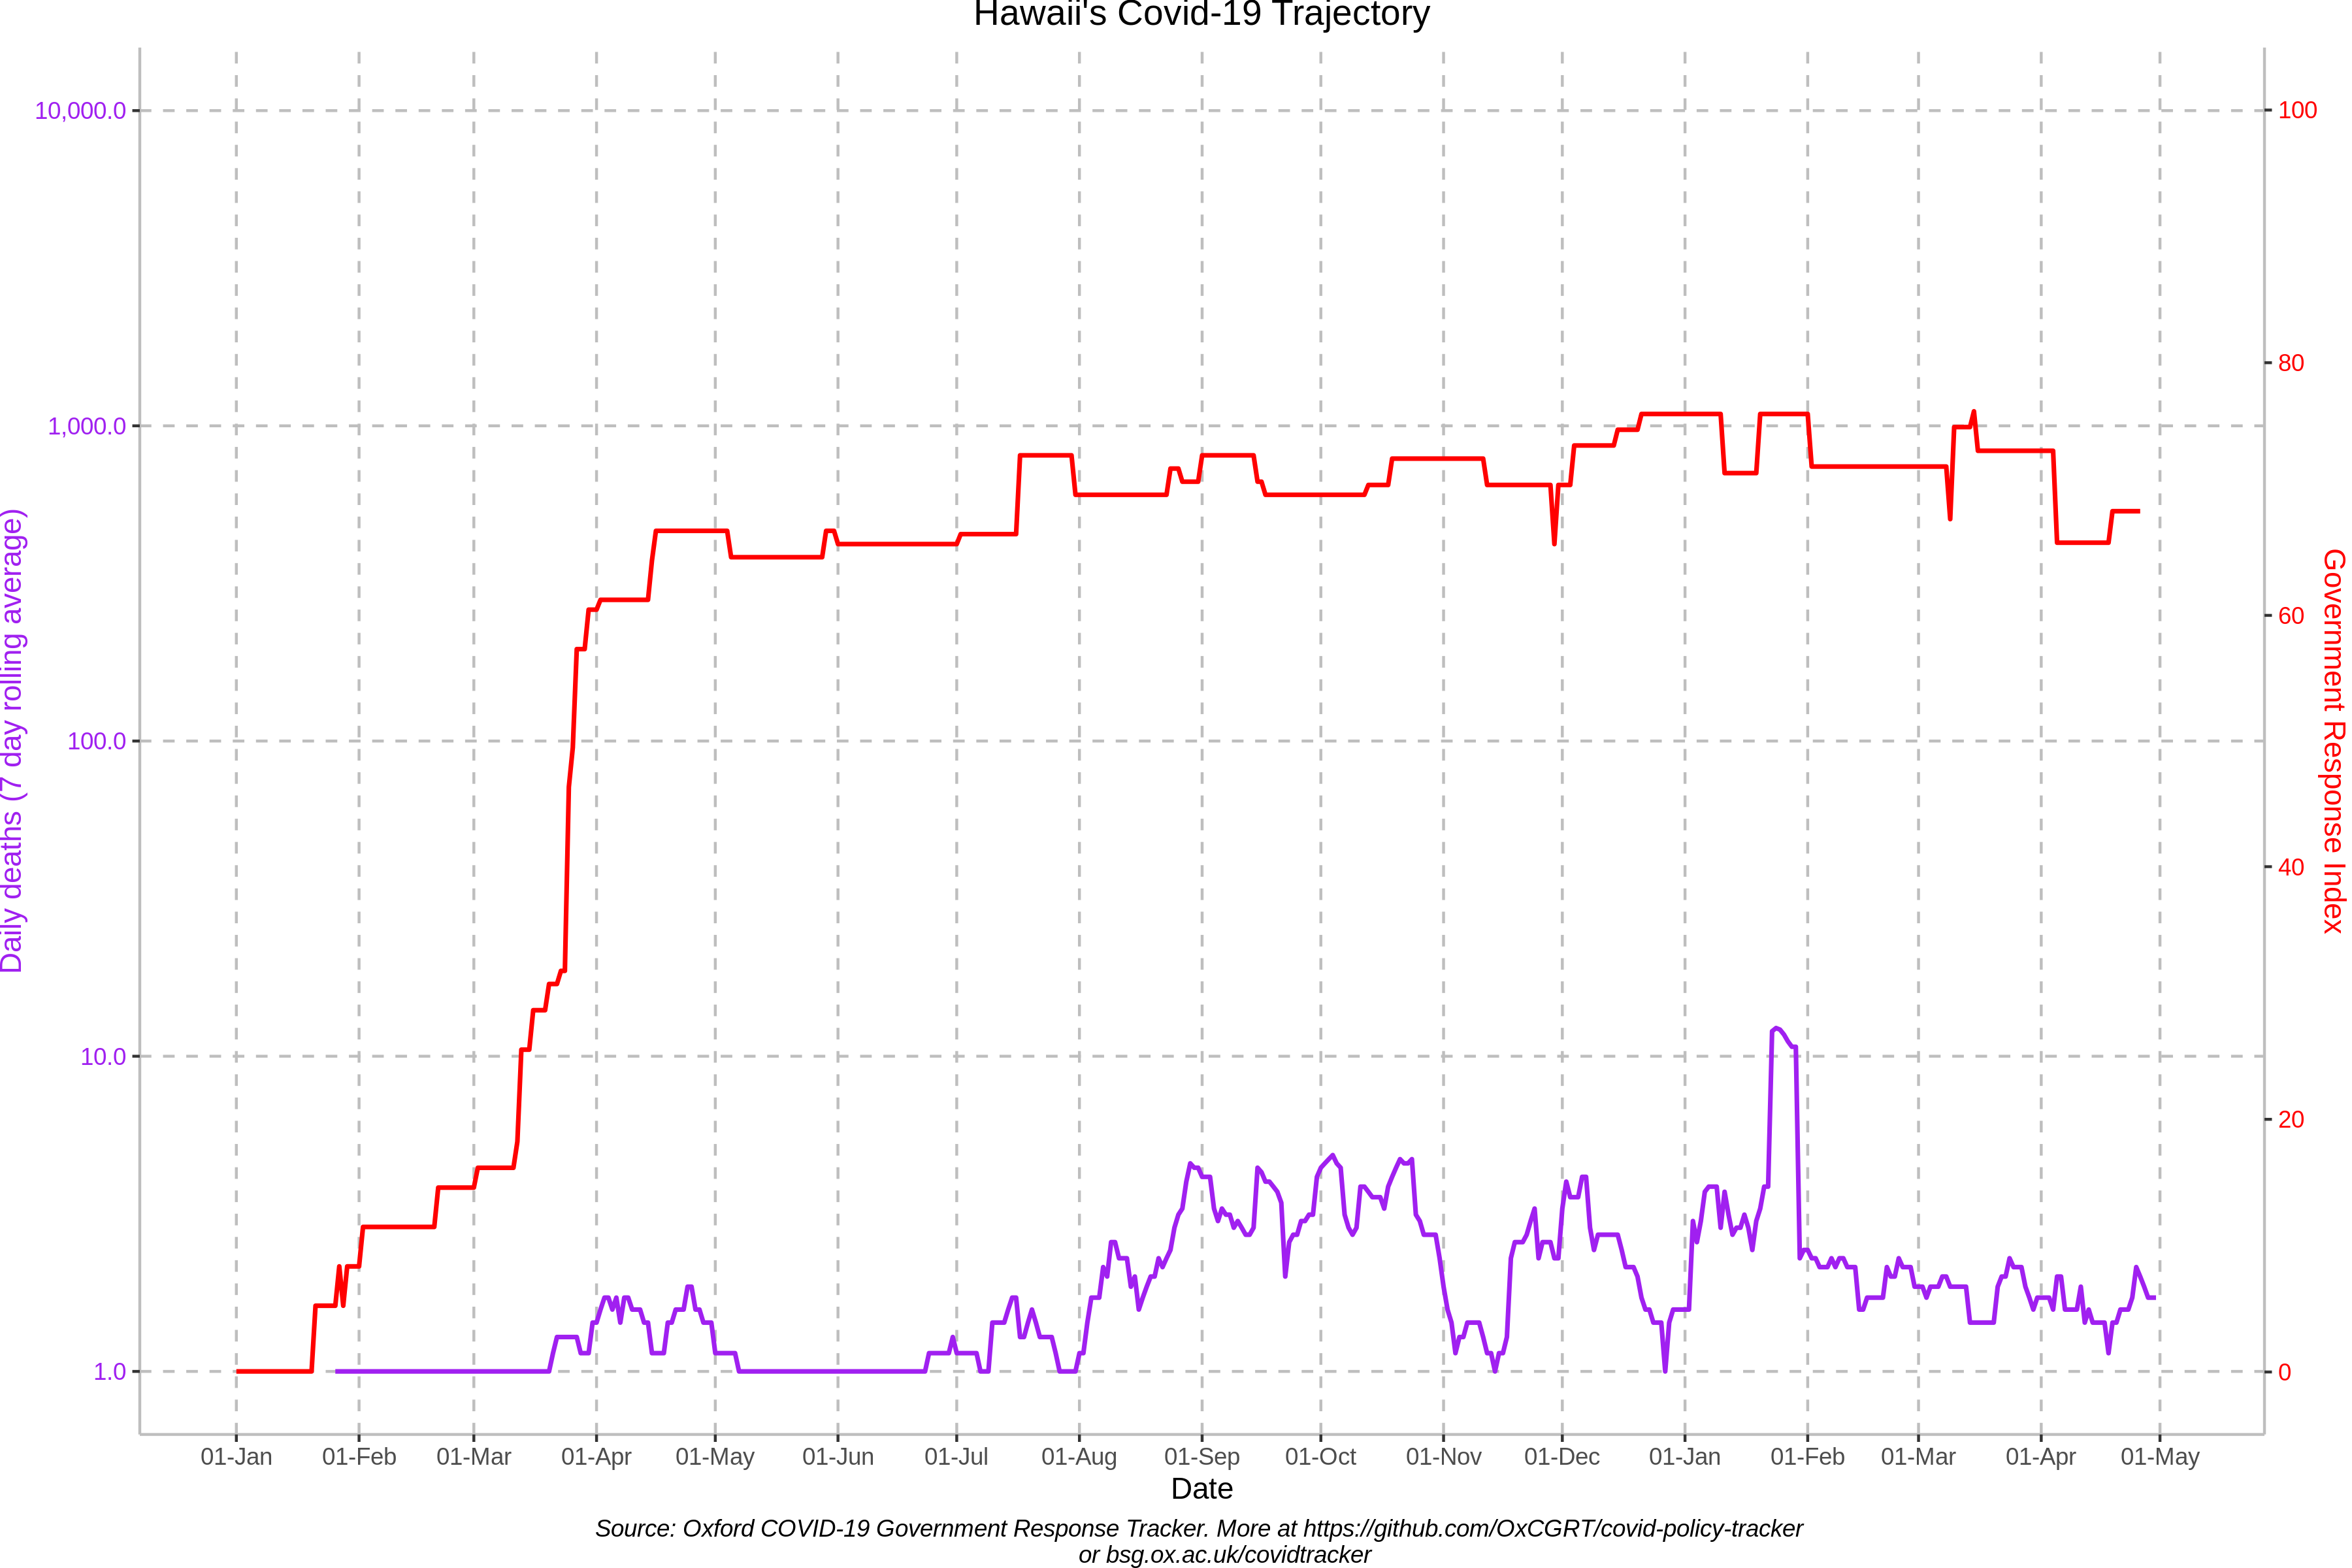 Hawaii's Covid-19 Trajectory
10,000.0
1,000.0
100.0
10.0
1.0
Daily deaths (7 day rolling average)
100
80
60
40
20
0
Government Response Index
01-Jan 01-Feb 01-Mar 01-Apr 01-May 01-Jun 01-Jul 01-Aug 01-Sep 01-Oct 01-Nov 01-Dec 01-Jan 01-Feb 01-Mar 01-Apr 01-May
Date
Source: Oxford COVID-19 Government Response Tracker. More at https://github.com/OxCGRT/covid-policy-tracker
or bsg.ox.ac.uk/covidtracker